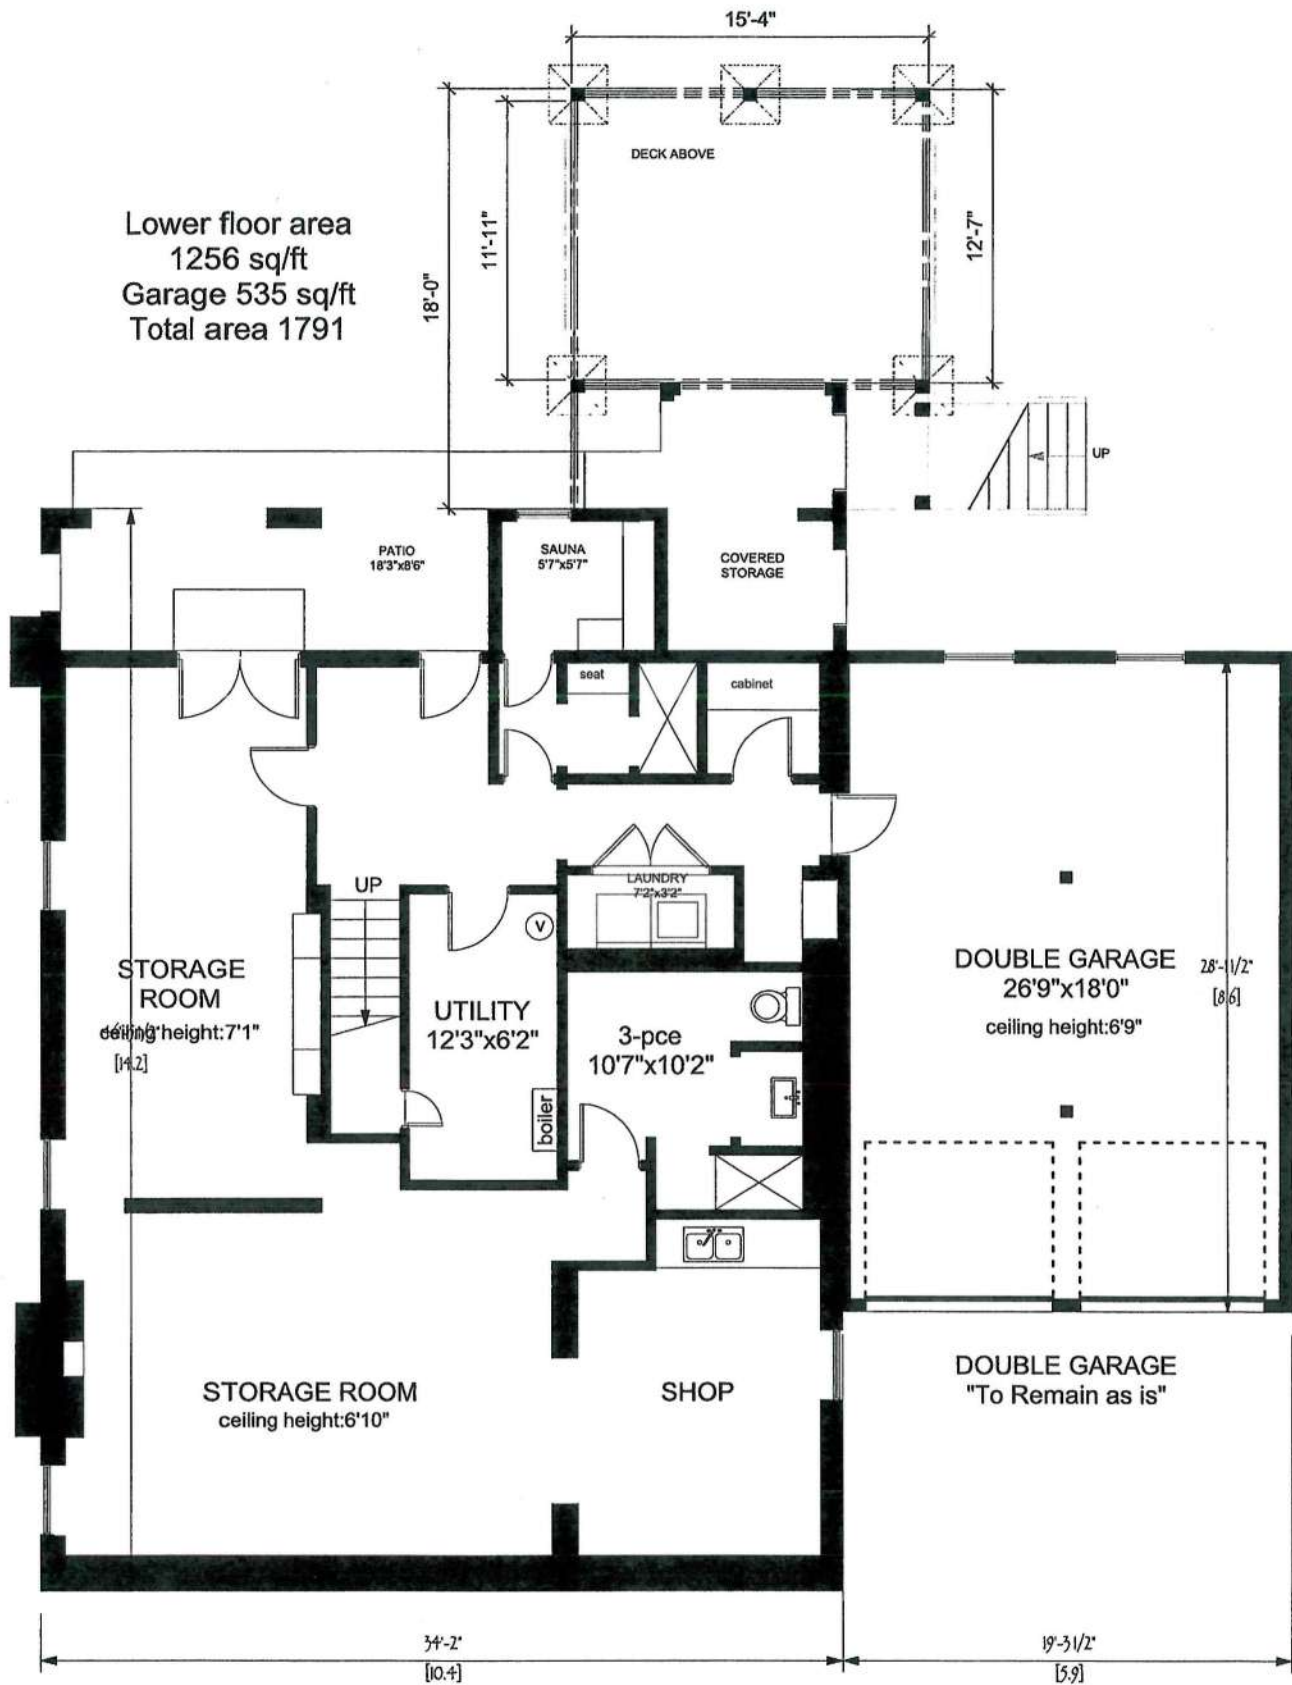 15'-4"
DECK ABOVE
Lower floor area
1256 sq/ft
Garage 535 sq/ft
Total area 1791
18'-0"
11'-11"
12'-7"
UP
PATIO
18'3"x8'6"
SAUNA
5'7"x5'7"
COVERED
STORAGE
seat
cabinet
UP
LAUNDRY
7'2"x3'2"
V
STORAGE
ROOM
ceiling height:7'1"
[14.2]
UTILITY
12'3"x6'2"
boiler
3-pce
10'7"x10'2"
DOUBLE GARAGE
26'9"x18'0"
ceiling height:6'9"
28'-1 1/2"
[8.6]
STORAGE ROOM
ceiling height:6'10"
SHOP
DOUBLE GARAGE
"To Remain as is"
34'-2"
[10.4]
19'-3 1/2"
[5.9]